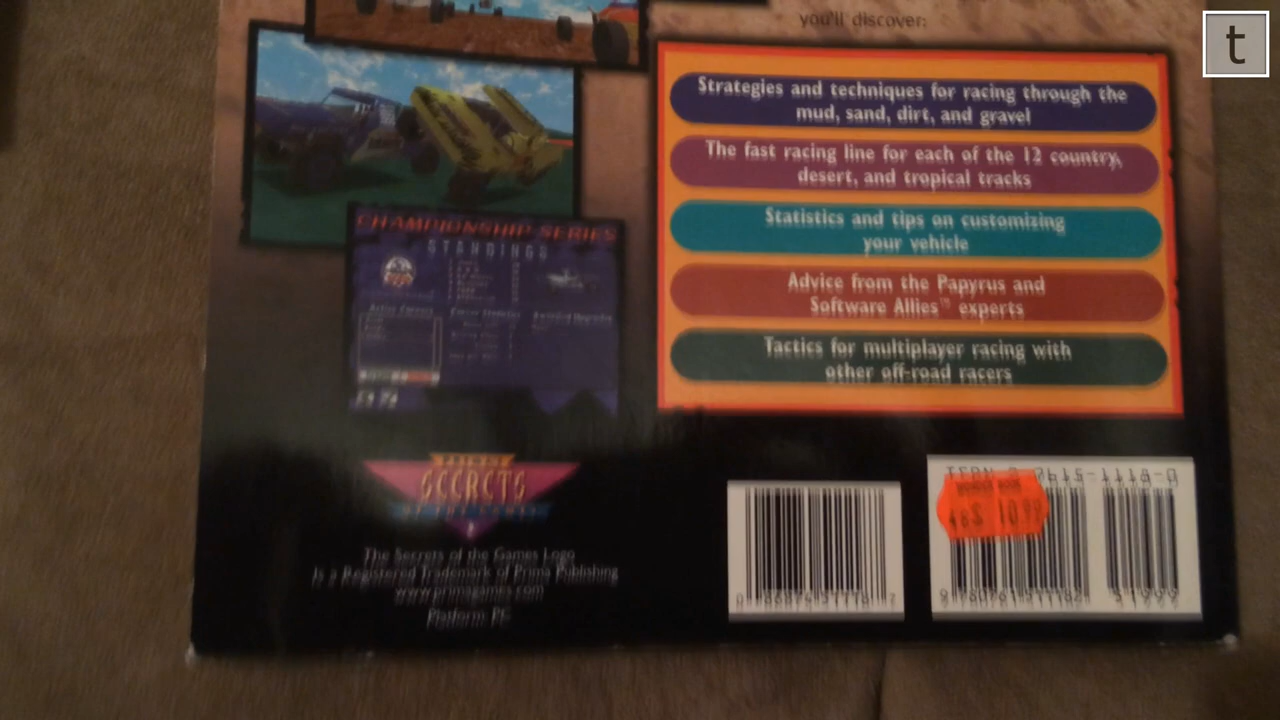 you'll discover:
Strategies and techniques for racing through the
mud, sand, dirt, and gravel
The fast racing line for each of the 12 country,
desert, and tropical tracks
Statistics and tips on customizing
your vehicle
Advice from the Papyrus and
Software Allies™ experts
Tactics for multiplayer racing with
other off-road racers
CHAMPIONSHIP SERIES
STANDINGS
SECRETS
OF THE GAMES
The Secrets of the Games Logo
Is a Registered Trademark of Prima Publishing
www.primagames.com
Platform PC
t